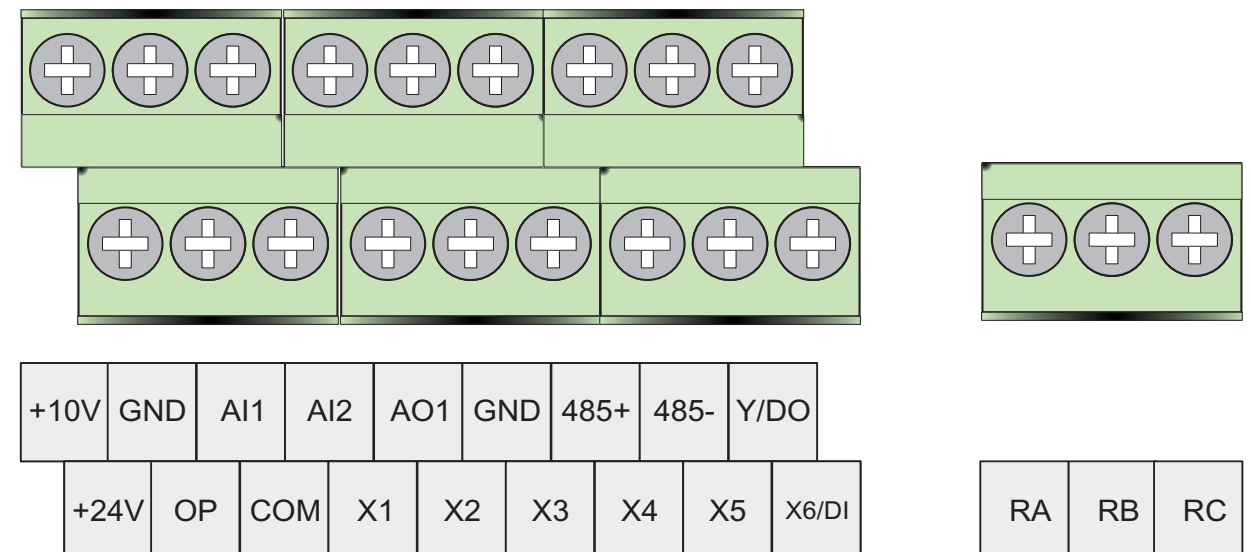 +10V GND AI1 AI2 AO1 GND 485+ 485- Y/DO
+24V OP COM X1 X2 X3 X4 X5 X6/DI RA RB RC